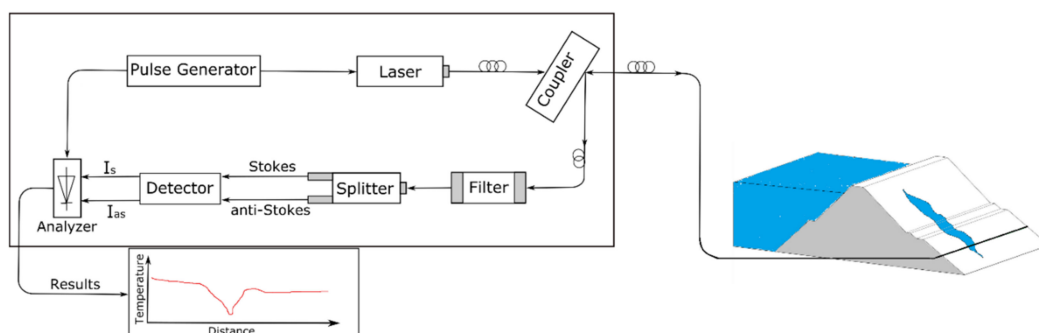 Pulse Generator
Laser
Coupler
Is
Stokes
Detector
Splitter
Filter
Ias
anti-Stokes
Analyzer
Results
Temperature
Distance